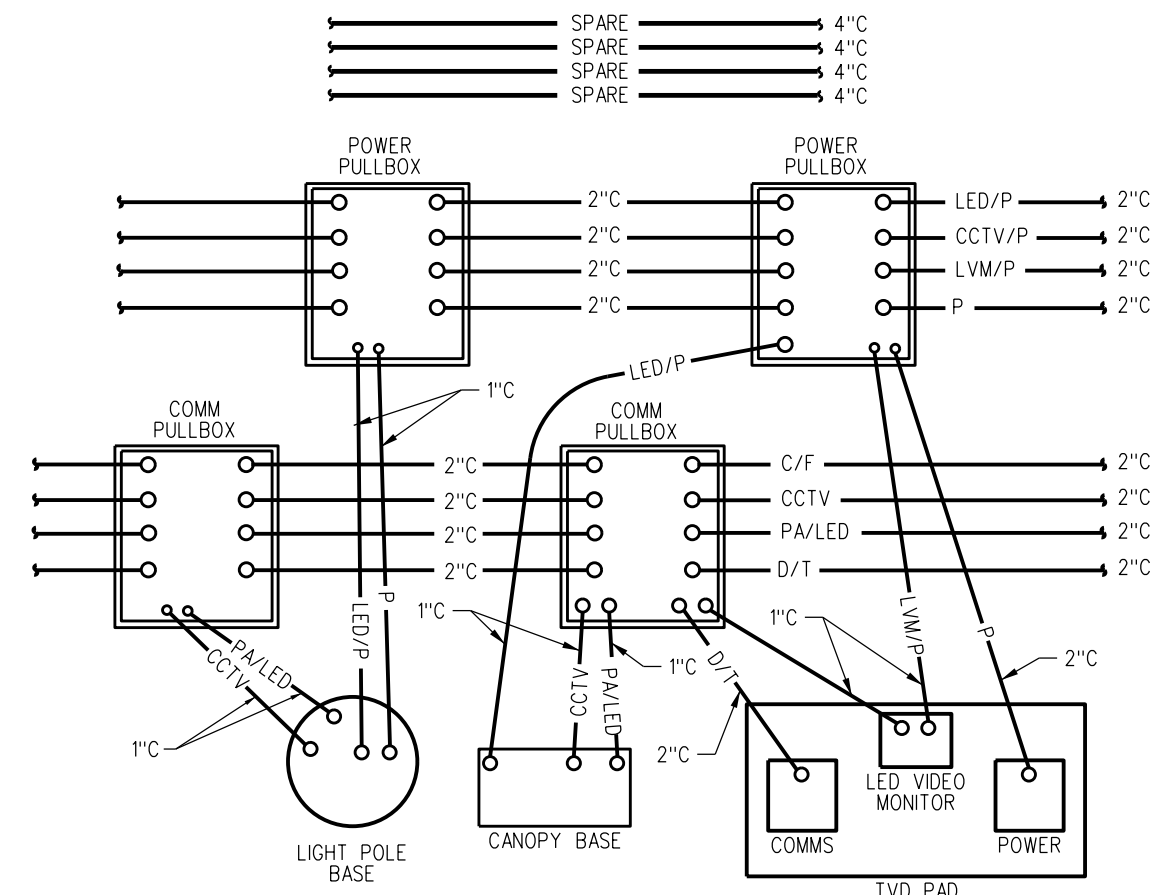 SPARE 4"C
SPARE 4"C
SPARE 4"C
SPARE 4"C
POWER
PULLBOX
POWER
PULLBOX
2"C LED/P 2"C
2"C CCTV/P 2"C
2"C LVM/P 2"C
2"C P 2"C
LED/P
1"C
COMM
PULLBOX
COMM
PULLBOX
2"C C/F 2"C
2"C CCTV 2"C
2"C PA/LED 2"C
2"C D/T 2"C
LED/P
P
1"C
1"C
LVM/P
P
PA/LED
CCTV
CCTV
PA/LED
1"C
D/T
2"C
1"C
2"C
LED VIDEO
MONITOR
COMMS
POWER
CANOPY BASE
LIGHT POLE
BASE
TVD PAD